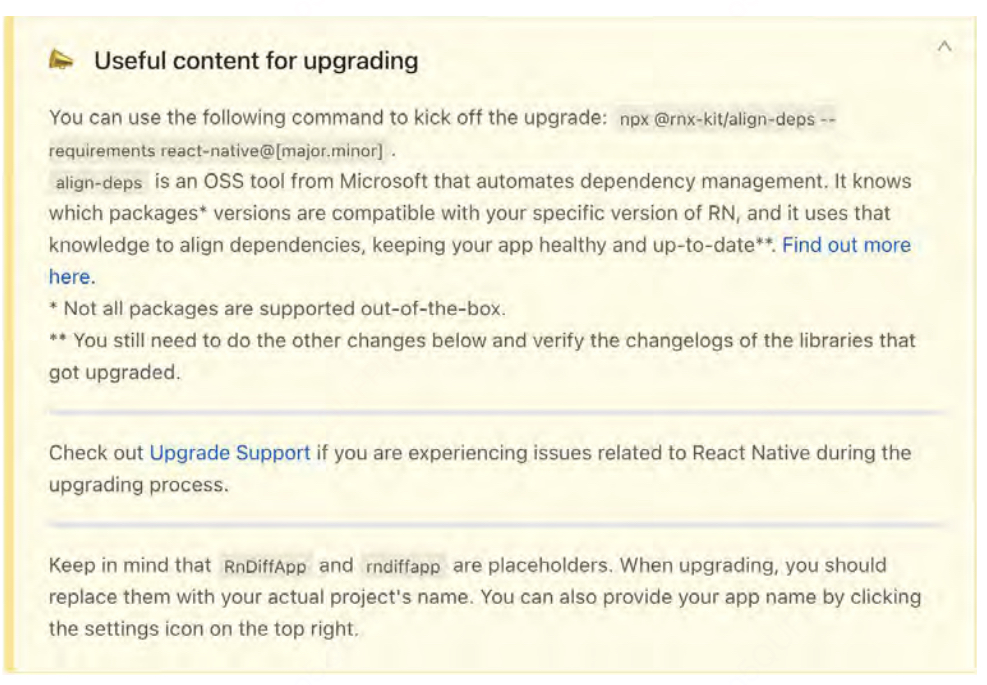 Useful content for upgrading
You can use the following command to kick off the upgrade: npx @rnx-kit/align-deps --
requirements react-native@[major.minor] .
align-deps is an OSS tool from Microsoft that automates dependency management. It knows
which packages* versions are compatible with your specific version of RN, and it uses that
knowledge to align dependencies, keeping your app healthy and up-to-date**. Find out more
here.
* Not all packages are supported out-of-the-box.
** You still need to do the other changes below and verify the changelogs of the libraries that
got upgraded.
Check out Upgrade Support if you are experiencing issues related to React Native during the
upgrading process.
Keep in mind that RnDiffApp and rndiffapp are placeholders. When upgrading, you should
replace them with your actual project's name. You can also provide your app name by clicking
the settings icon on the top right.